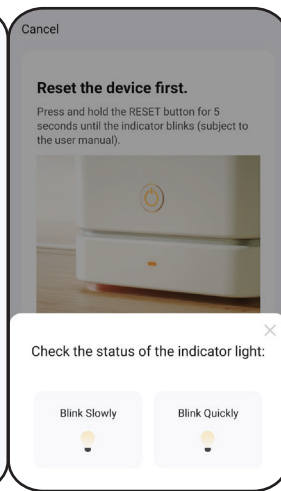 Cancel
Reset the device first.
Press and hold the RESET button for 5
seconds until the indicator blinks (subject to
the user manual).
Check the status of the indicator light:
Blink Slowly
Blink Quickly